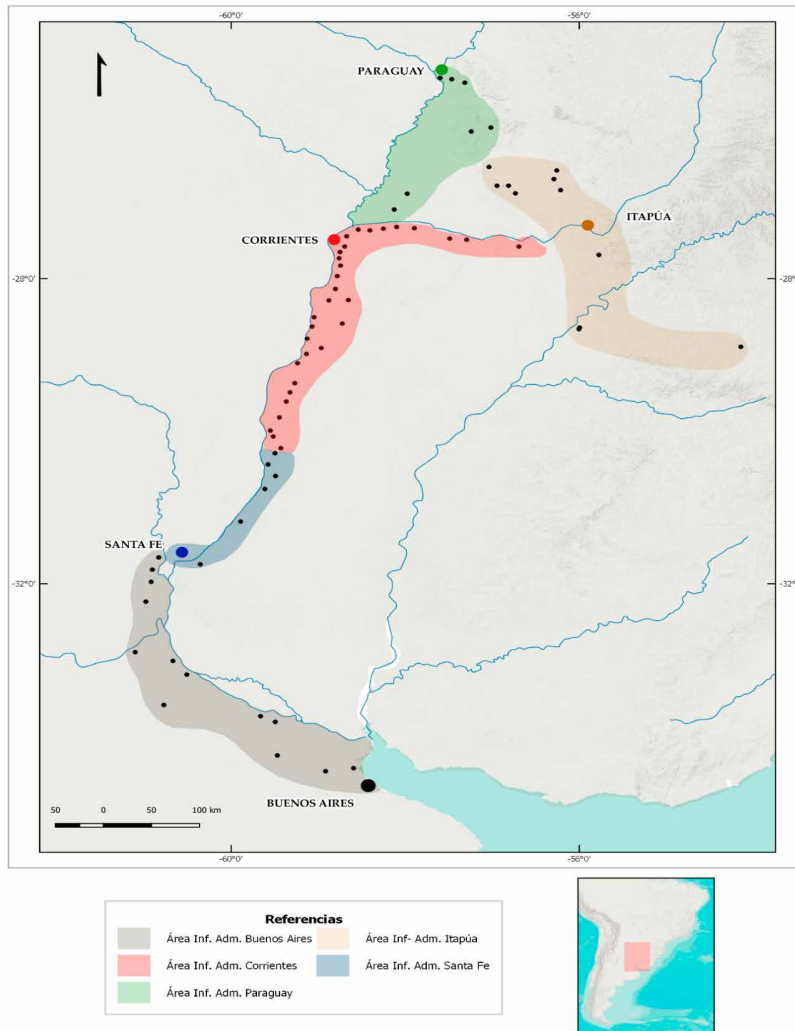 -60°0'
-56°0'
PARAGUAY
ITAPÚA
CORRIENTES
-28°0'
-28°0'
SANTA FE
-32°0'
-32°0'
BUENOS AIRES
50 0 50 100 km
-60°0'
-56°0'
Referencias
Área Inf. Adm. Buenos Aires
Área Inf- Adm. Itapúa
Área Inf. Adm. Corrientes
Área Inf. Adm. Santa Fe
Área Inf. Adm. Paraguay